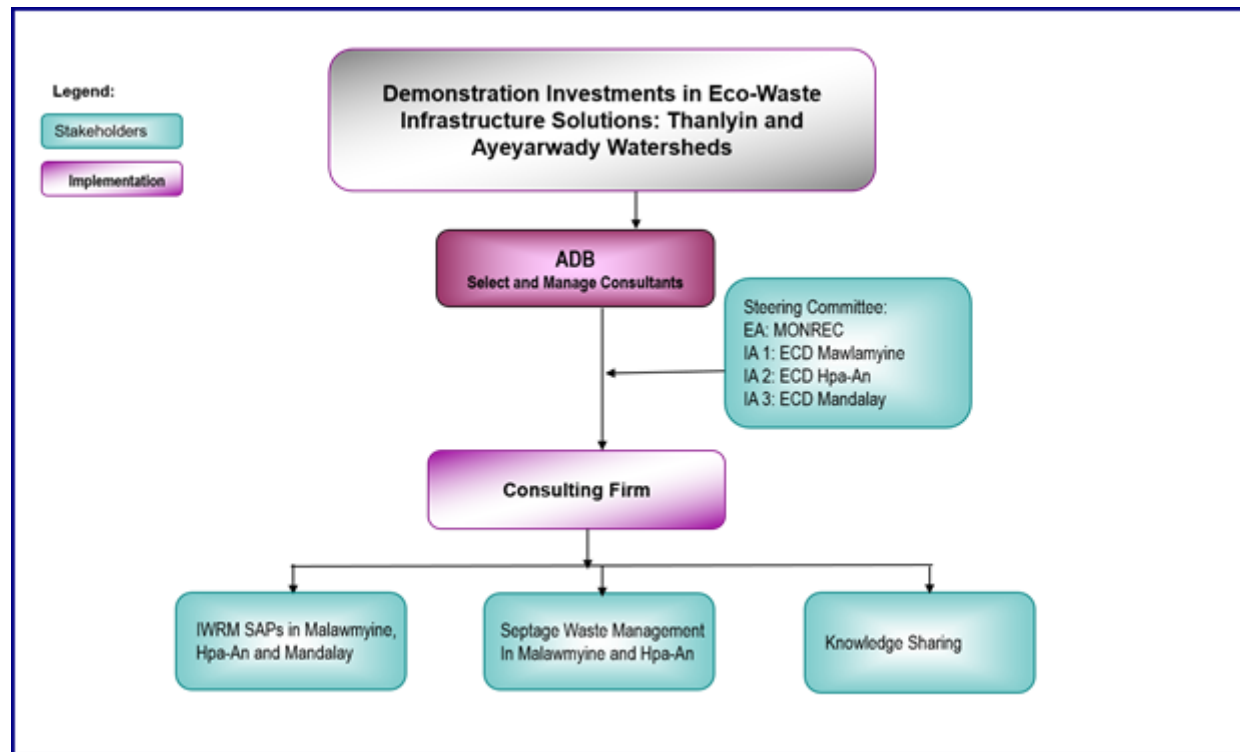 Legend:
Stakeholders
Implementation
Demonstration Investments in Eco-Waste
Infrastructure Solutions: Thanlyin and
Ayeyarwady Watersheds
ADB
Select and Manage Consultants
Steering Committee:
EA: MONREC
IA 1: ECD Mawlamyine
IA 2: ECD Hpa-An
IA 3: ECD Mandalay
Consulting Firm
IWRM SAPs in Malawmyine,
Hpa-An and Mandalay
Septage Waste Management
In Malawmyine and Hpa-An
Knowledge Sharing